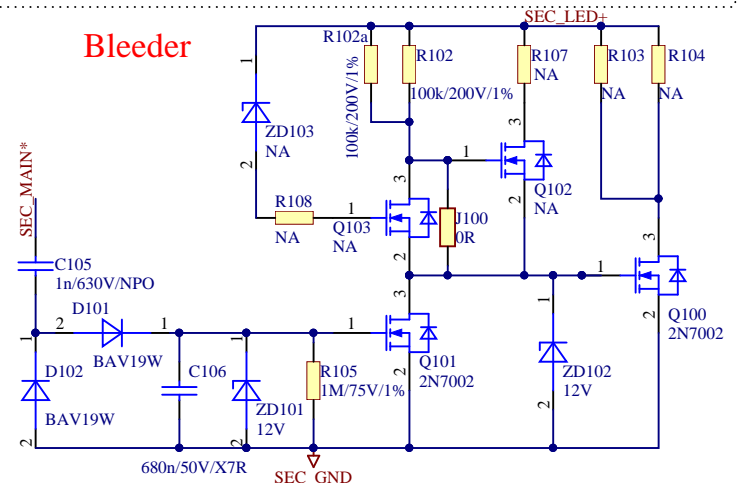 SEC_LED+
Bleeder
R102a
R102
R107
R103
R104
NA
NA
NA
100k/200V/1%
100k/200V/1%
1
ZD103
NA
2
3
1
Q102
NA
2
SEC_MAIN*
R108
NA
1
3
Q103
NA
2
J100
0R
3
1
Q100
2N7002
2
C105
1n/630V/NPO
D101
2
1
BAV19W
1
D102
BAV19W
2
C106
680n/50V/X7R
1
ZD101
12V
2
R105
1M/75V/1%
1
3
Q101
2N7002
2
1
ZD102
12V
2
SEC_GND